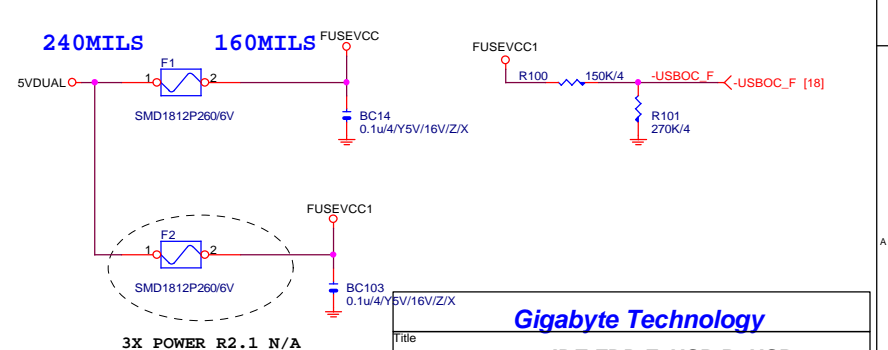 240MILS
160MILS
FUSEVCC
F1
5VDUAL
1
2
SMD1812P260/6V
BC14
0.1u/4/Y5V/16V/Z/X
FUSEVCC1
R100
150K/4
-USBOC_F
-USBOC_F [18]
R101
270K/4
A
FUSEVCC1
F2
1
2
SMD1812P260/6V
BC103
0.1u/4/Y5V/16V/Z/X
3X POWER R2.1 N/A
Gigabyte Technology
Title